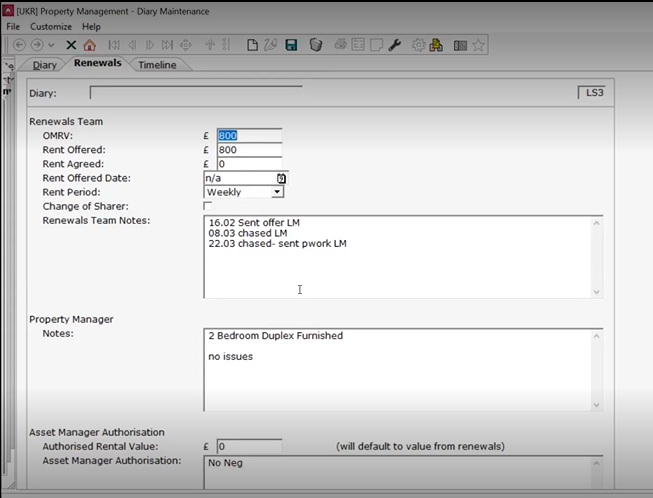 [UKR] Property Management - Diary Maintenance
File Customize Help
Diary Renewals Timeline
Diary: LS3
Renewals Team
OMRV: £ 800
Rent Offered: £ 800
Rent Agreed: £ 0
Rent Offered Date: n/a
Rent Period: Weekly
Change of Sharer:
Renewals Team Notes:
16.02 Sent offer LM
08.03 chased LM
22.03 chased- sent pwork LM
Property Manager
Notes:
2 Bedroom Duplex Furnished
no issues
Asset Manager Authorisation
Authorised Rental Value: £ 0 (will default to value from renewals)
Asset Manager Authorisation: No Neg